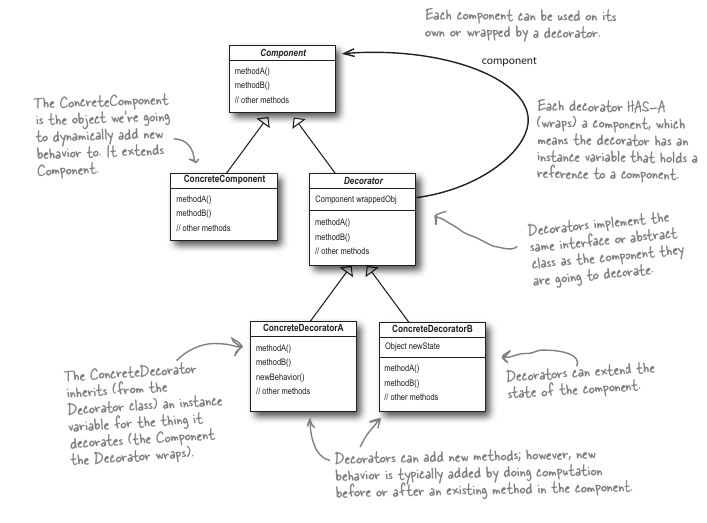 Each component can be used on its
own or wrapped by a decorator.
Component
methodA()
methodB()
// other methods
component
The ConcreteComponent
is the object we're going
to dynamically add new
behavior to. It extends
Component.
Each decorator HAS-A
(wraps) a component, which
means the decorator has an
instance variable that holds a
reference to a component.
ConcreteComponent
methodA()
methodB()
// other methods
Decorator
Component wrappedObj
methodA()
methodB()
// other methods
Decorators implement the
same interface or abstract
class as the component they
are going to decorate.
ConcreteDecoratorA
methodA()
methodB()
newBehavior()
// other methods
ConcreteDecoratorB
Object newState
methodA()
methodB()
// other methods
The ConcreteDecorator
inherits (from the
Decorator class) an instance
variable for the thing it
decorates (the Component
the Decorator wraps).
Decorators can extend the
state of the component.
Decorators can add new methods; however, new
behavior is typically added by doing computation
before or after an existing method in the component.